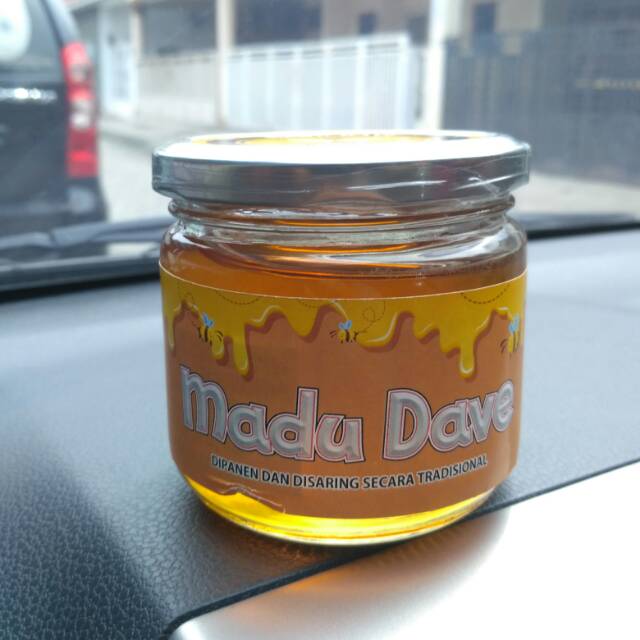 Madu Dave
DIPANEN DAN DISARING SECARA TRADISIONAL